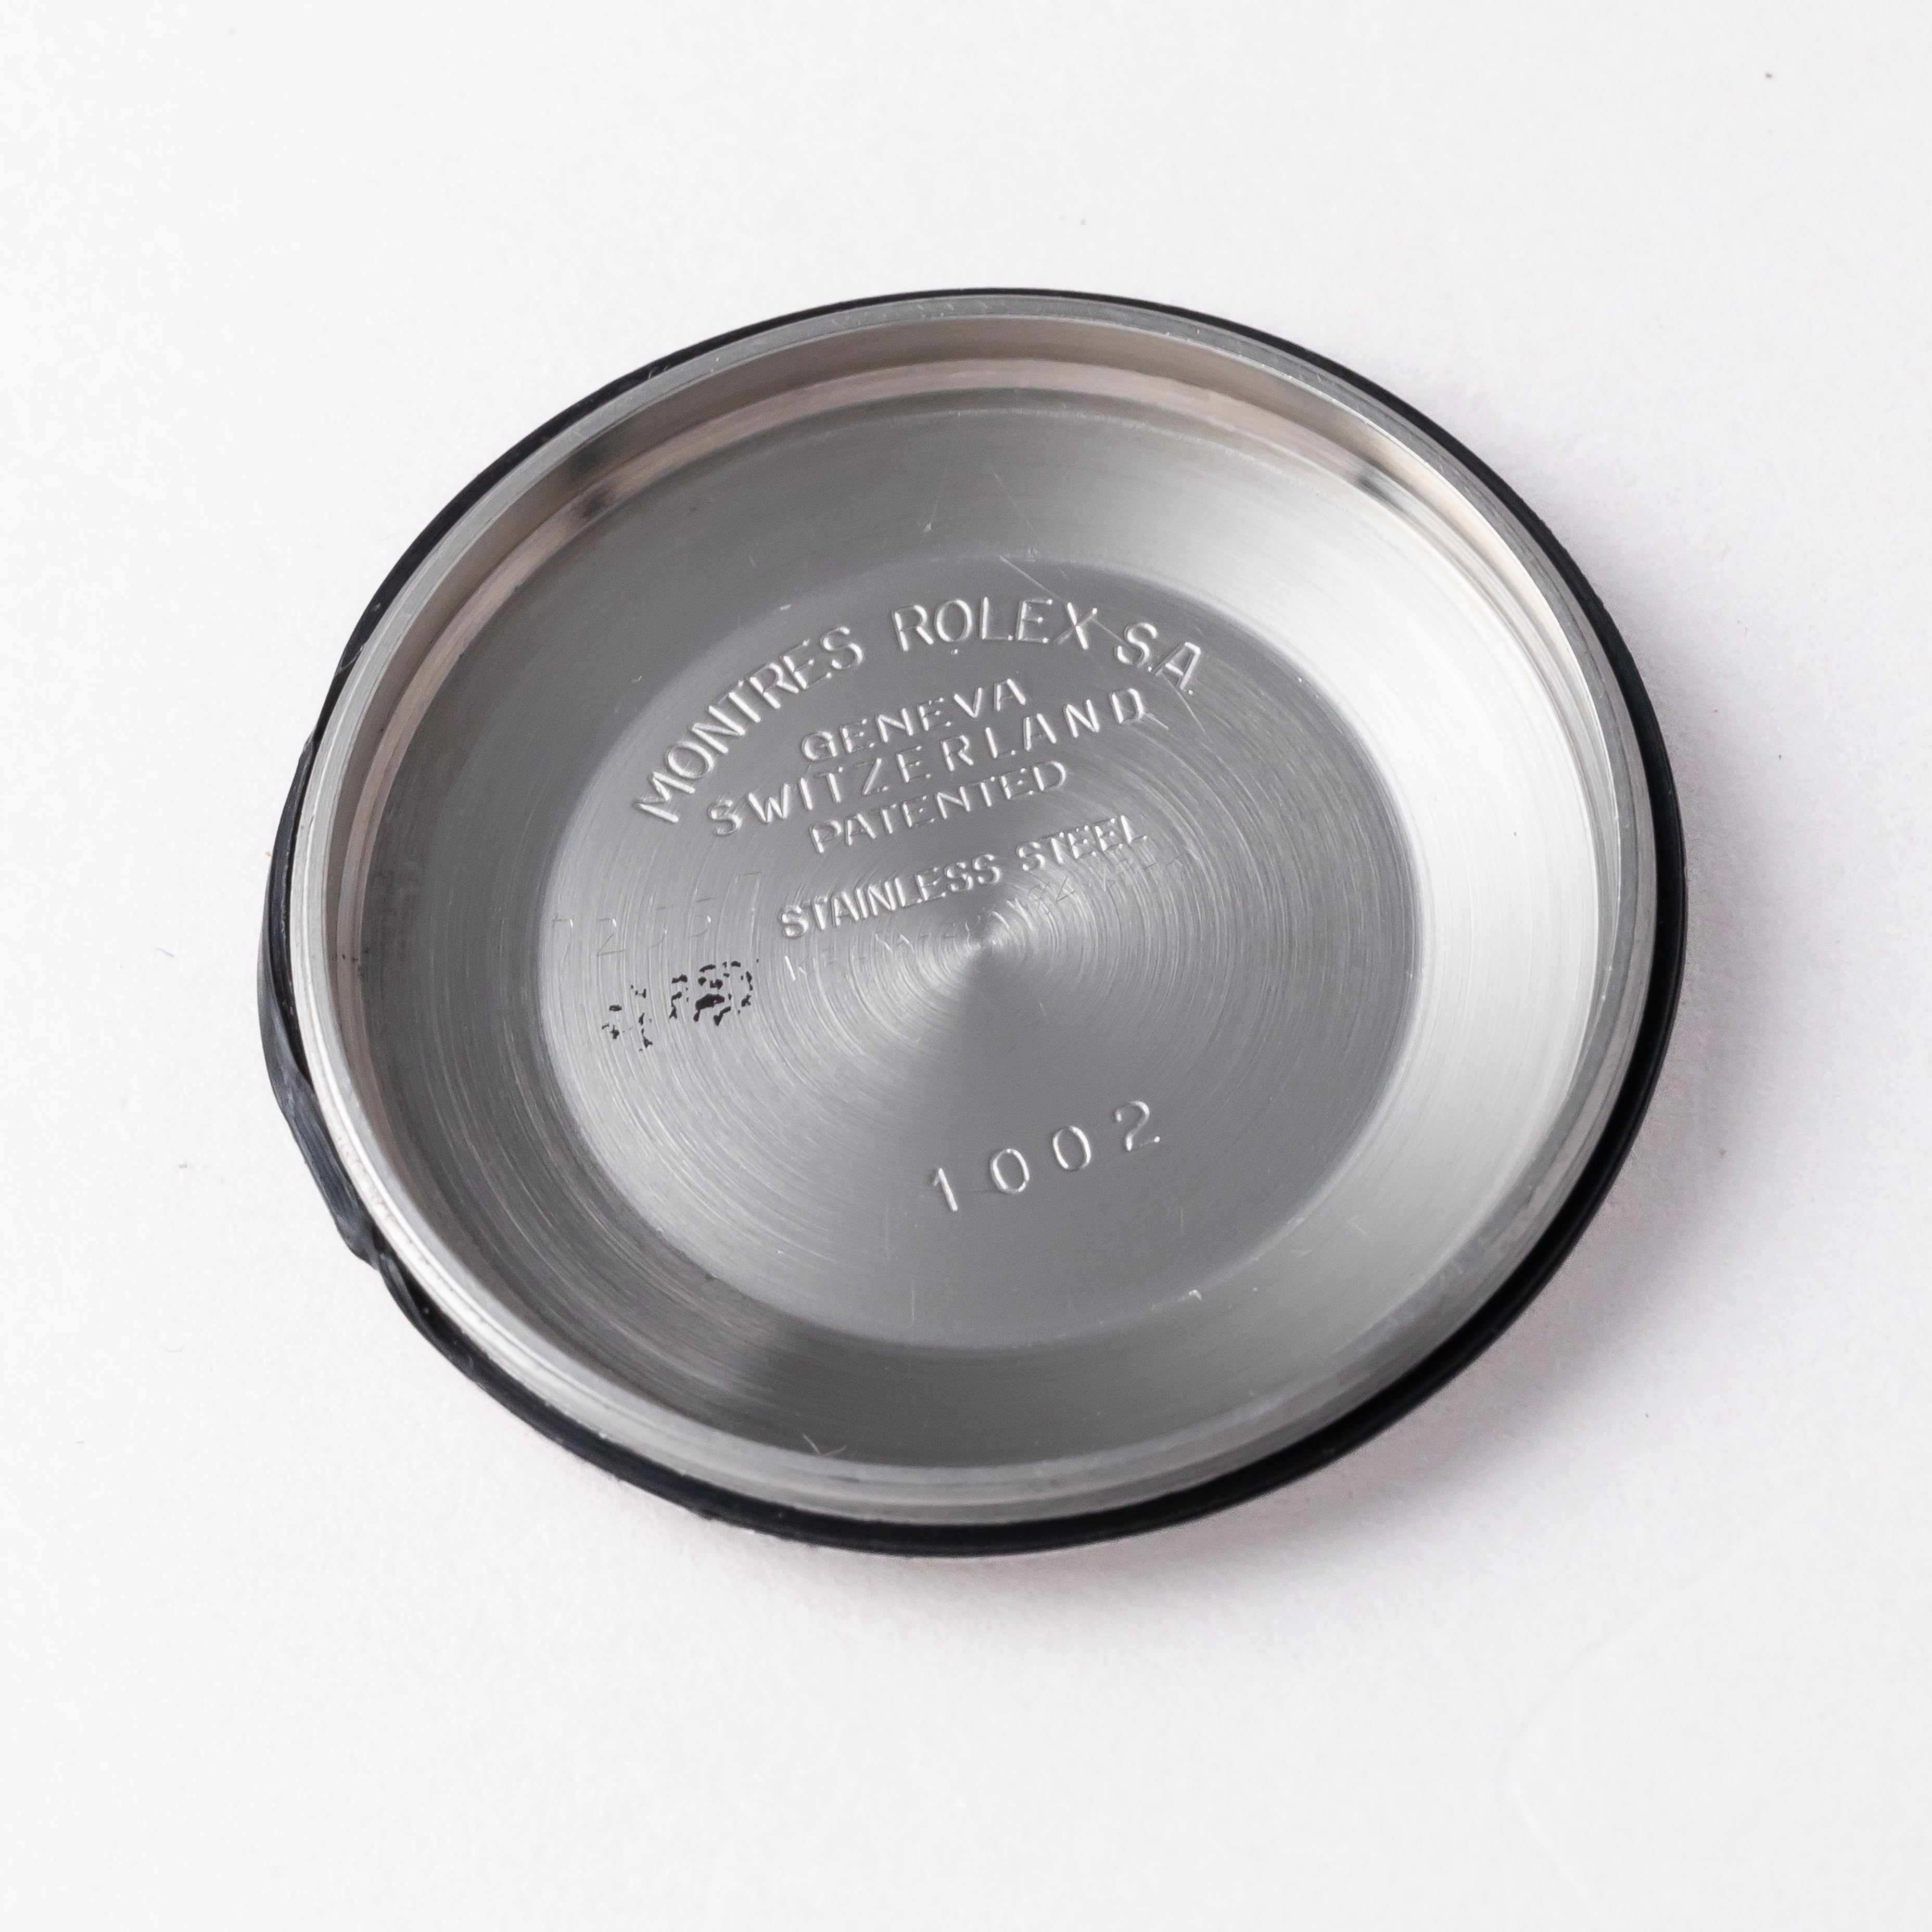 MONTRES ROLEX S.A.
GENEVA
SWITZERLAND
PATENTED
STAINLESS STEEL
1002